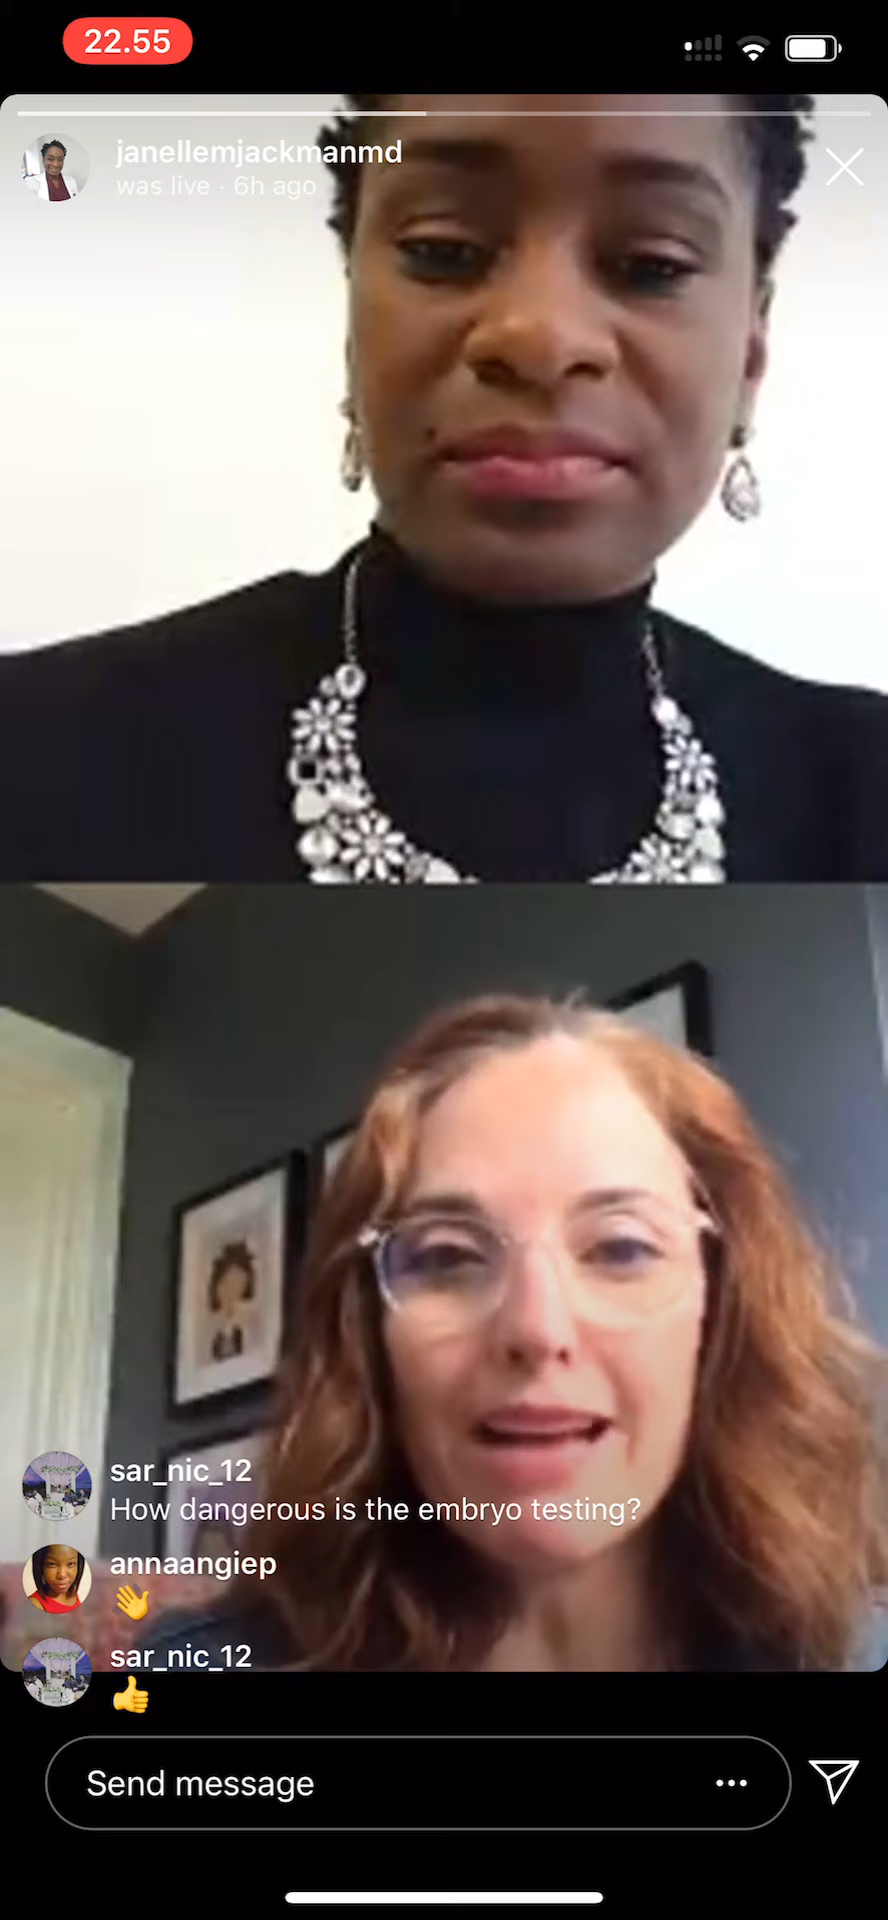 22.55
janellemjackmanmd
was live · 6h ago
sar_nic_12
How dangerous is the embryo testing?
annaangiep
👋
sar_nic_12
👍
Send message